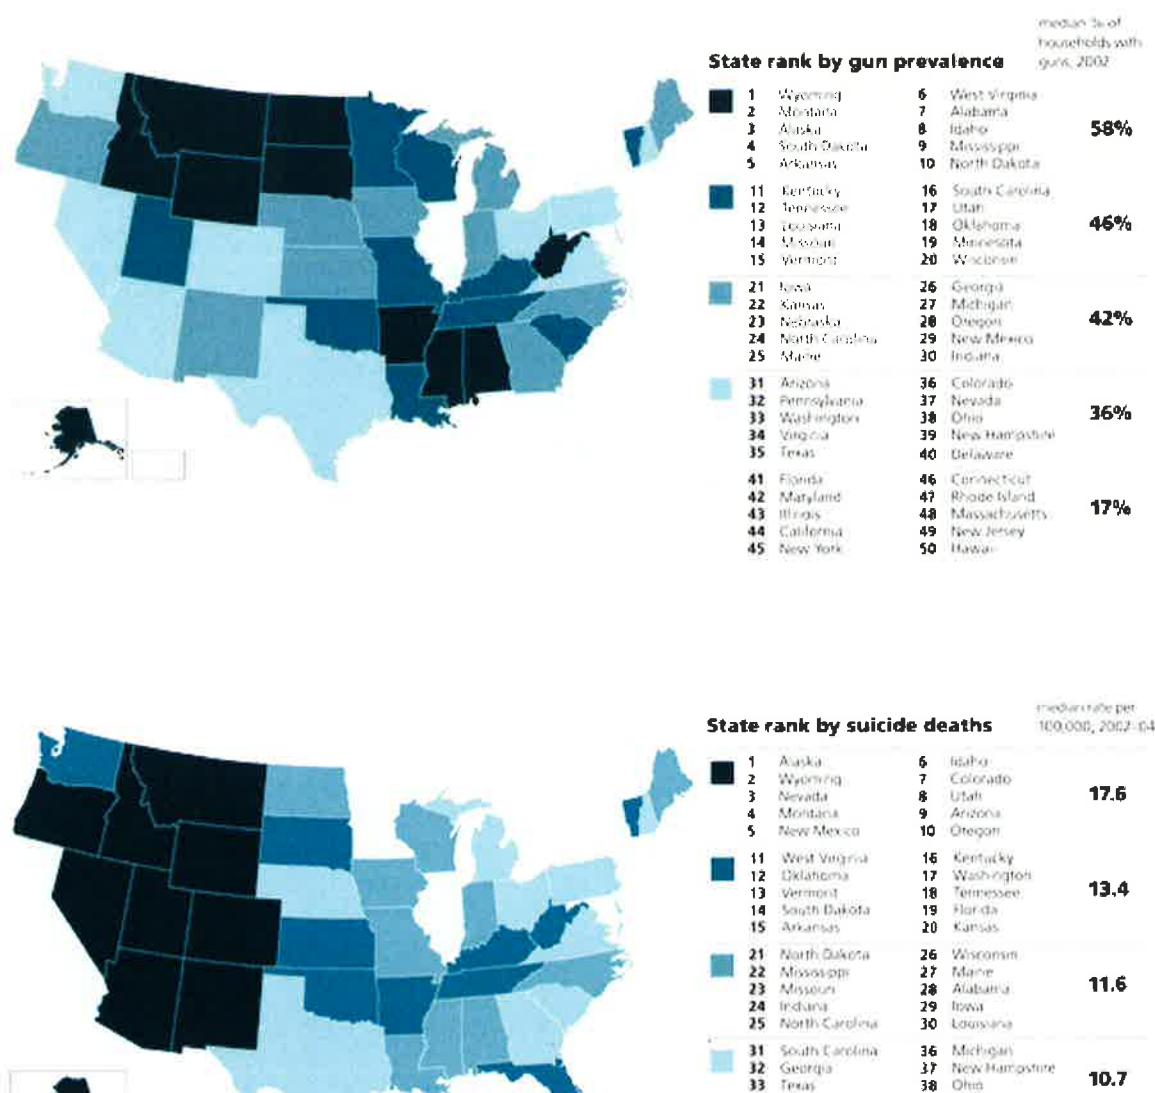 median % of
households with
guns, 2002
State rank by gun prevalence
1 Wyoming 6 West Virginia
2 Montana 7 Alabama
3 Alaska 8 Idaho 58%
4 South Dakota 9 Mississippi
5 Arkansas 10 North Dakota
11 Kentucky 16 South Carolina
12 Tennessee 17 Utah
13 Louisiana 18 Oklahoma 46%
14 Missouri 19 Minnesota
15 Vermont 20 Wisconsin
21 Iowa 26 Georgia
22 Kansas 27 Michigan
23 Nebraska 28 Oregon 42%
24 North Carolina 29 New Mexico
25 Maine 30 Indiana
31 Arizona 36 Colorado
32 Pennsylvania 37 Nevada
33 Washington 38 Ohio 36%
34 Virginia 39 New Hampshire
35 Texas 40 Delaware
41 Florida 46 Connecticut
42 Maryland 47 Rhode Island
43 Illinois 48 Massachusetts 17%
44 California 49 New Jersey
45 New York 50 Hawaii
median rate per
100,000, 2002-04
State rank by suicide deaths
1 Alaska 6 Idaho
2 Wyoming 7 Colorado
3 Nevada 8 Utah 17.6
4 Montana 9 Arizona
5 New Mexico 10 Oregon
11 West Virginia 16 Kentucky
12 Oklahoma 17 Washington
13 Vermont 18 Tennessee 13.4
14 South Dakota 19 Florida
15 Arkansas 20 Kansas
21 North Dakota 26 Wisconsin
22 Mississippi 27 Maine
23 Missouri 28 Alabama 11.6
24 Indiana 29 Iowa
25 North Carolina 30 Louisiana
31 South Carolina 36 Michigan
32 Georgia 37 New Hampshire
33 Texas 38 Ohio 10.7